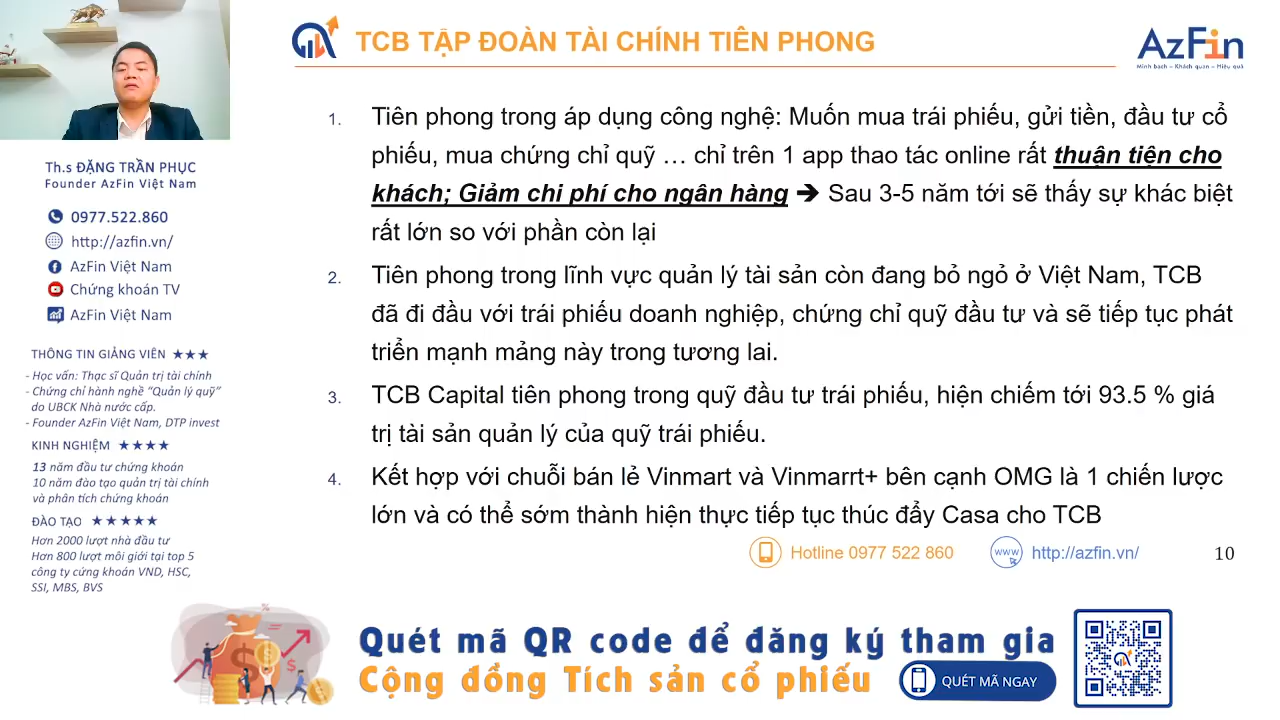 TCB TẬP ĐOÀN TÀI CHÍNH TIÊN PHONG
AzFin
Minh bạch – Khách quan – Hiệu quả
1. Tiên phong trong áp dụng công nghệ: Muốn mua trái phiếu, gửi tiền, đầu tư cổ
phiếu, mua chứng chỉ quỹ … chỉ trên 1 app thao tác online rất thuận tiện cho
khách; Giảm chi phí cho ngân hàng ➔ Sau 3-5 năm tới sẽ thấy sự khác biệt
rất lớn so với phần còn lại
2. Tiên phong trong lĩnh vực quản lý tài sản còn đang bỏ ngỏ ở Việt Nam, TCB
đã đi đầu với trái phiếu doanh nghiệp, chứng chỉ quỹ đầu tư và sẽ tiếp tục phát
triển mạnh mảng này trong tương lai.
3. TCB Capital tiên phong trong quỹ đầu tư trái phiếu, hiện chiếm tới 93.5 % giá
trị tài sản quản lý của quỹ trái phiếu.
4. Kết hợp với chuỗi bán lẻ Vinmart và Vinmarrt+ bên cạnh OMG là 1 chiến lược
lớn và có thể sớm thành hiện thực tiếp tục thúc đẩy Casa cho TCB
Hotline 0977 522 860
www
http://azfin.vn/
10
Th.s ĐẶNG TRẦN PHỤC
Founder AzFin Việt Nam
0977.522.860
http://azfin.vn/
AzFin Việt Nam
Chứng khoán TV
AzFin Việt Nam
THÔNG TIN GIẢNG VIÊN ★★★
- Học vấn: Thạc sĩ Quản trị tài chính
- Chứng chỉ hành nghề “Quản lý quỹ”
do UBCK Nhà nước cấp.
- Founder AzFin Việt Nam, DTP invest
KINH NGHIỆM ★★★★
13 năm đầu tư chứng khoán
10 năm đào tạo quản trị tài chính
và phân tích chứng khoán
ĐÀO TẠO ★★★★★
Hơn 2000 lượt nhà đầu tư
Hơn 800 lượt môi giới tại top 5
công ty cứng khoán VND, HSC,
SSI, MBS, BVS
Quét mã QR code để đăng ký tham gia
Cộng đồng Tích sản cổ phiếu
QUÉT MÃ NGAY